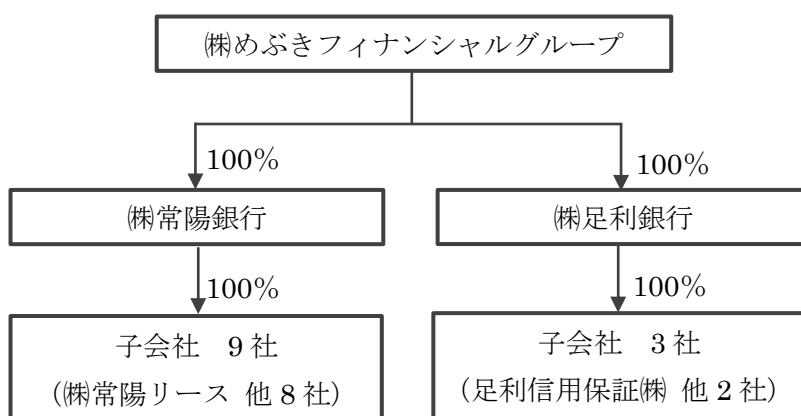 ㈱めぶきフィナンシャルグループ
100%
100%
㈱常陽銀行
㈱足利銀行
100%
100%
子会社　9 社
（㈱常陽リース 他 8 社）
子会社　3 社
（足利信用保証㈱ 他 2 社）